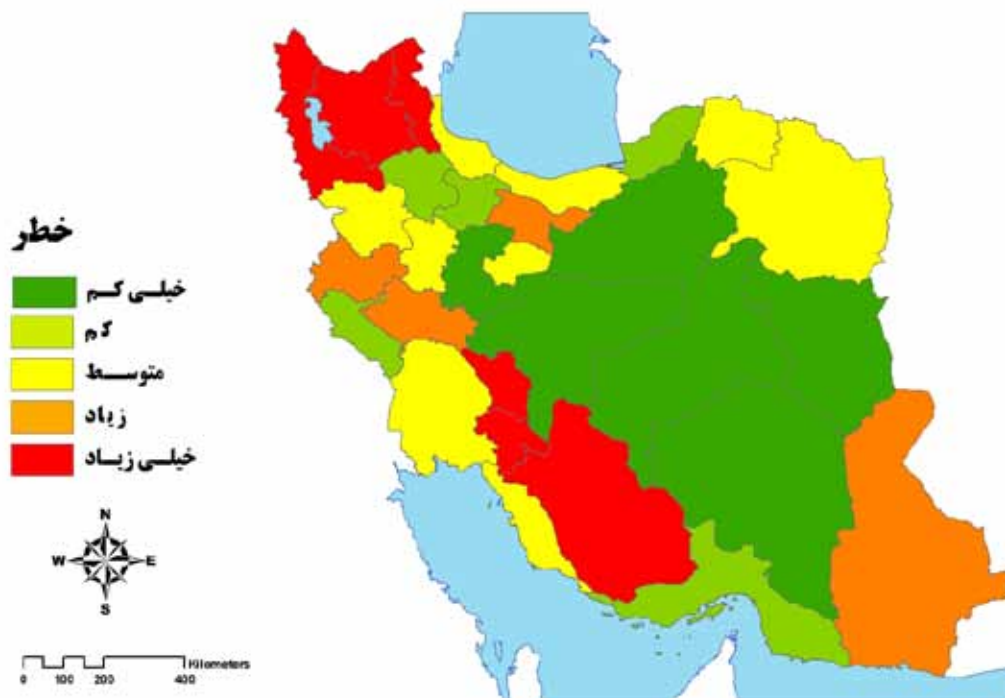 خطر
خیلی کم
کم
متوسط
زیاد
خیلی زیاد
N
W E
S
Kilometers
0 100 200 400